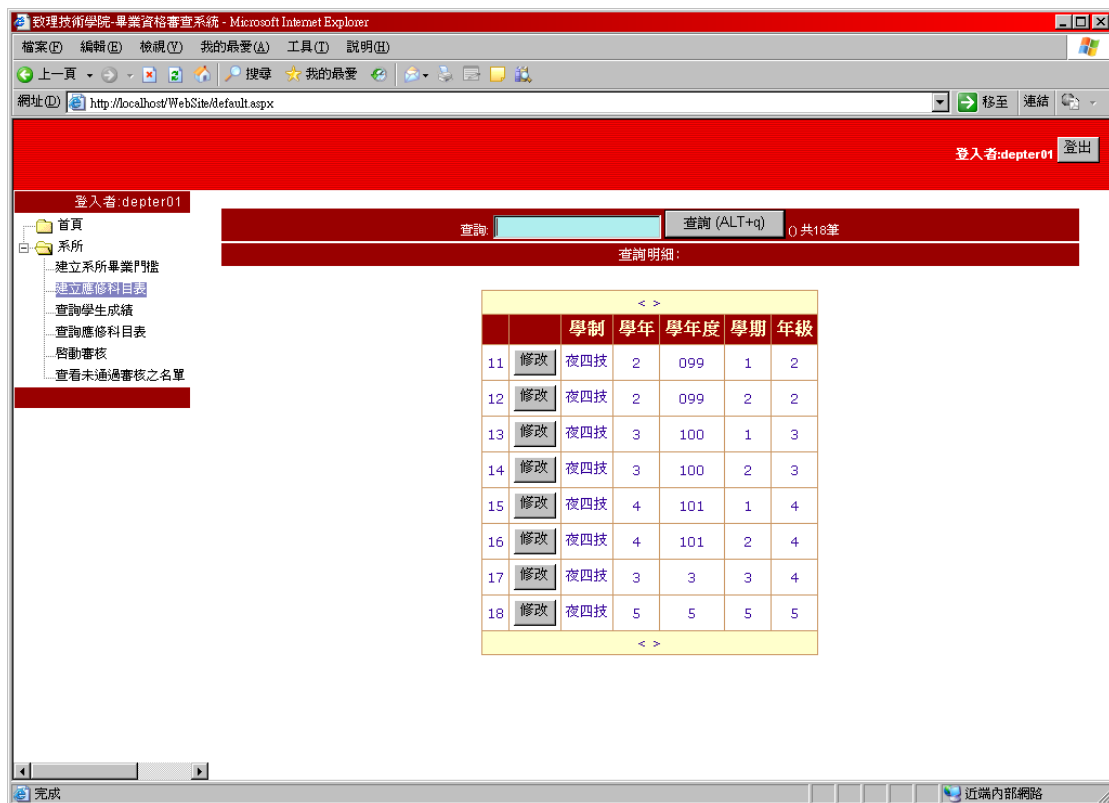 致理技術學院-畢業資格審查系統 - Microsoft Internet Explorer
檔案(F) 編輯(E) 檢視(V) 我的最愛(A) 工具(T) 說明(H)
上一頁 搜尋 我的最愛
網址(D) http://localhost/WebSite/default.aspx 移至 連結
登入者:depter01 登出
登入者:depter01
首頁
系所
建立系所畢業門檻
建立應修科目表
查詢學生成績
查詢應修科目表
啓動審核
查看未通過審核之名單
查詢: 查詢 (ALT+q) () 共18筆
查詢明細:
< >
學制 學年 學年度 學期 年級
11 修改 夜四技 2 099 1 2
12 修改 夜四技 2 099 2 2
13 修改 夜四技 3 100 1 3
14 修改 夜四技 3 100 2 3
15 修改 夜四技 4 101 1 4
16 修改 夜四技 4 101 2 4
17 修改 夜四技 3 3 3 4
18 修改 夜四技 5 5 5 5
< >
完成 近端內部網路